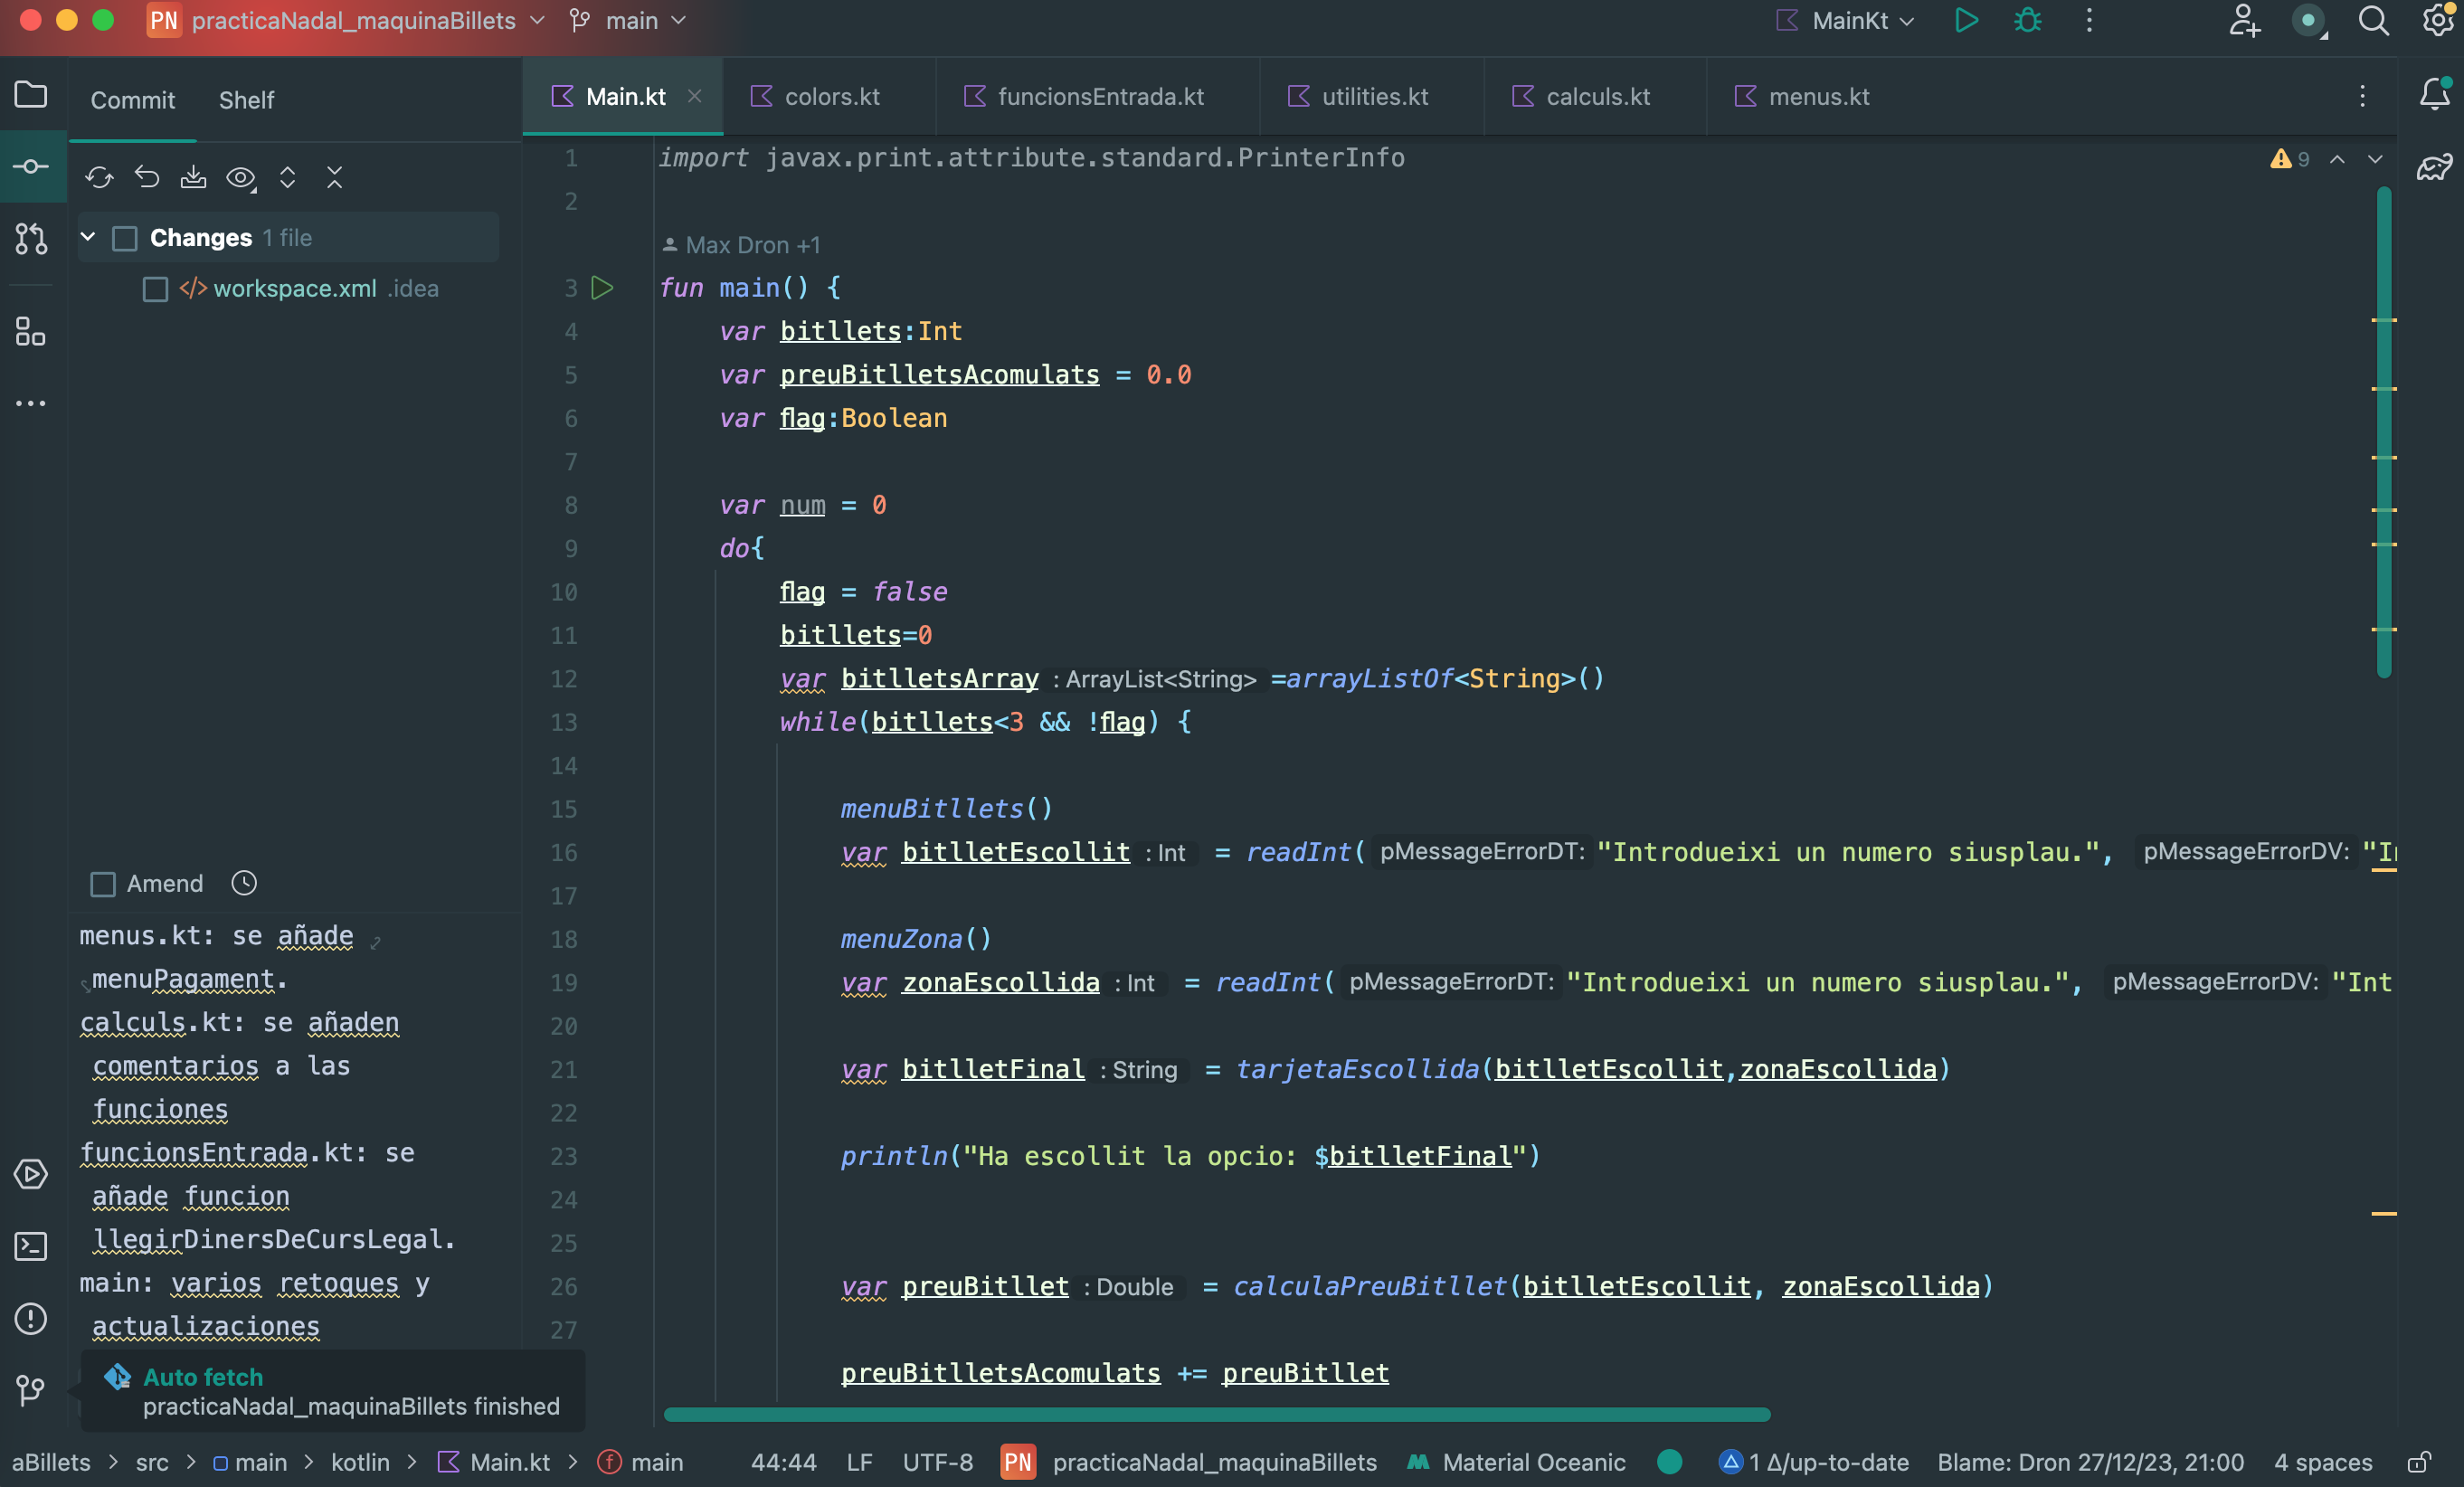 PN practicaNadal_maquinaBillets main MainKt
Commit Shelf
Main.kt colors.kt funcionsEntrada.kt utilities.kt calculs.kt menus.kt
Changes 1 file
</> workspace.xml .idea
Amend
menus.kt: se añade
menuPagament.
calculs.kt: se añaden
comentarios a las
funciones
funcionsEntrada.kt: se
añade funcion
llegirDinersDeCursLegal.
main: varios retoques y
actualizaciones
Auto fetch
practicaNadal_maquinaBillets finished
9
1 import javax.print.attribute.standard.PrinterInfo
2
Max Dron +1
3 fun main() {
4 var bitllets:Int
5 var preuBitlletsAcomulats = 0.0
6 var flag:Boolean
7
8 var num = 0
9 do{
10 flag = false
11 bitllets=0
12 var bitlletsArray : ArrayList<String> =arrayListOf<String>()
13 while(bitllets<3 && !flag) {
14
15 menuBitllets()
16 var bitlletEscollit : Int = readInt( pMessageErrorDT: "Introdueixi un numero siusplau.", pMessageErrorDV: "I
17
18 menuZona()
19 var zonaEscollida : Int = readInt( pMessageErrorDT: "Introdueixi un numero siusplau.", pMessageErrorDV: "Int
20
21 var bitlletFinal : String = tarjetaEscollida(bitlletEscollit,zonaEscollida)
22
23 println("Ha escollit la opcio: $bitlletFinal")
24
25
26 var preuBitllet : Double = calculaPreuBitllet(bitlletEscollit, zonaEscollida)
27
preuBitlletsAcomulats += preuBitllet
aBillets > src > main > kotlin > Main.kt > main 44:44 LF UTF-8 PN practicaNadal_maquinaBillets Material Oceanic 1 Δ/up-to-date Blame: Dron 27/12/23, 21:00 4 spaces